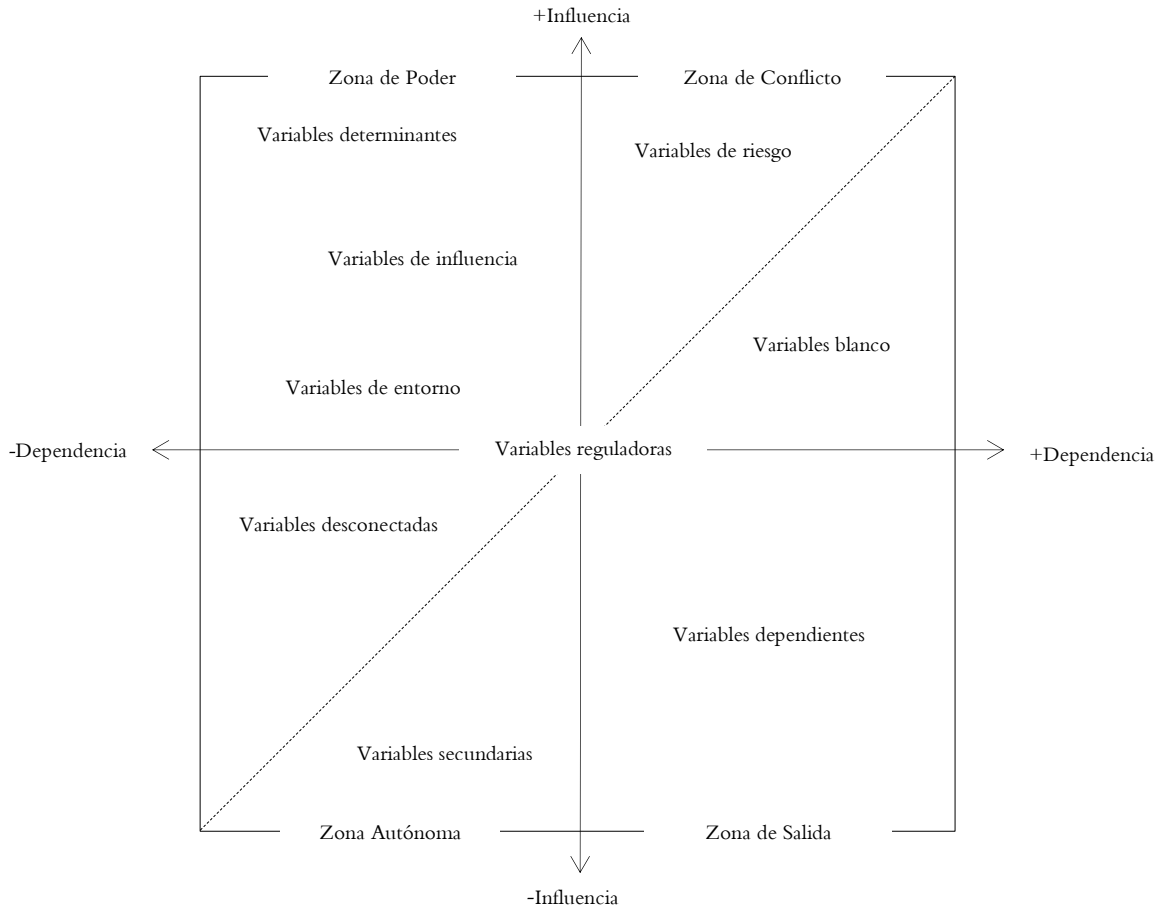 +Influencia
Zona de Poder
Zona de Conflicto
Variables determinantes
Variables de riesgo
Variables de influencia
Variables blanco
Variables de entorno
-Dependencia
Variables reguladoras
+Dependencia
Variables desconectadas
Variables dependientes
Variables secundarias
Zona Autónoma
Zona de Salida
-Influencia